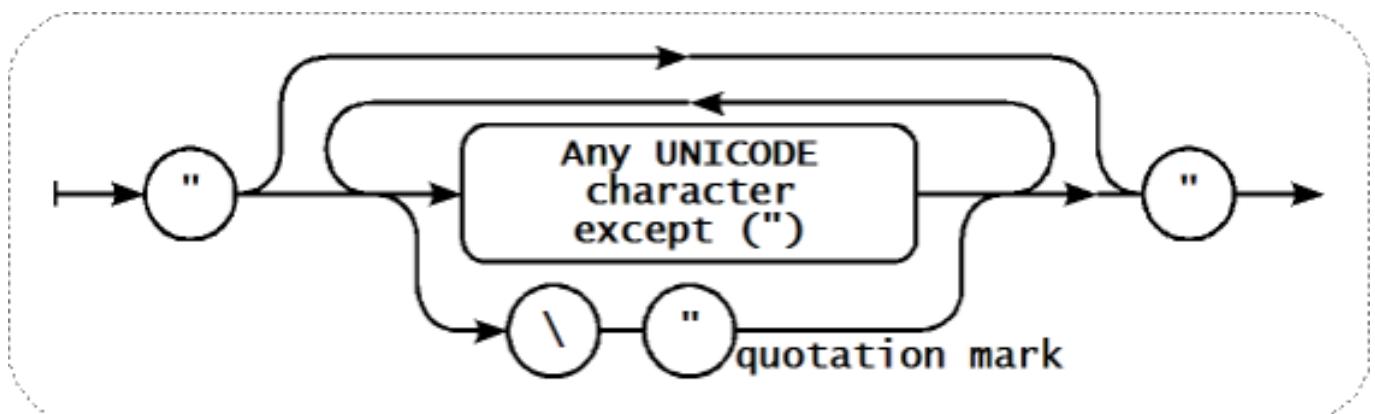 "
Any UNICODE
character
except (")
"
\
"
quotation mark